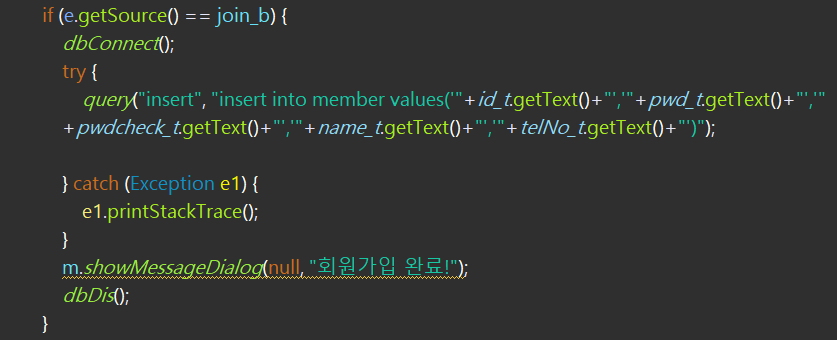 if (e.getSource() == join_b) {
dbConnect();
try {
query("insert", "insert into member values('"+id_t.getText()+"','"+pwd_t.getText()+"','"
+pwdcheck_t.getText()+"','"+name_t.getText()+"','"+telNo_t.getText()+"')");
} catch (Exception e1) {
e1.printStackTrace();
}
m.showMessageDialog(null, "회원가입 완료!");
dbDis();
}